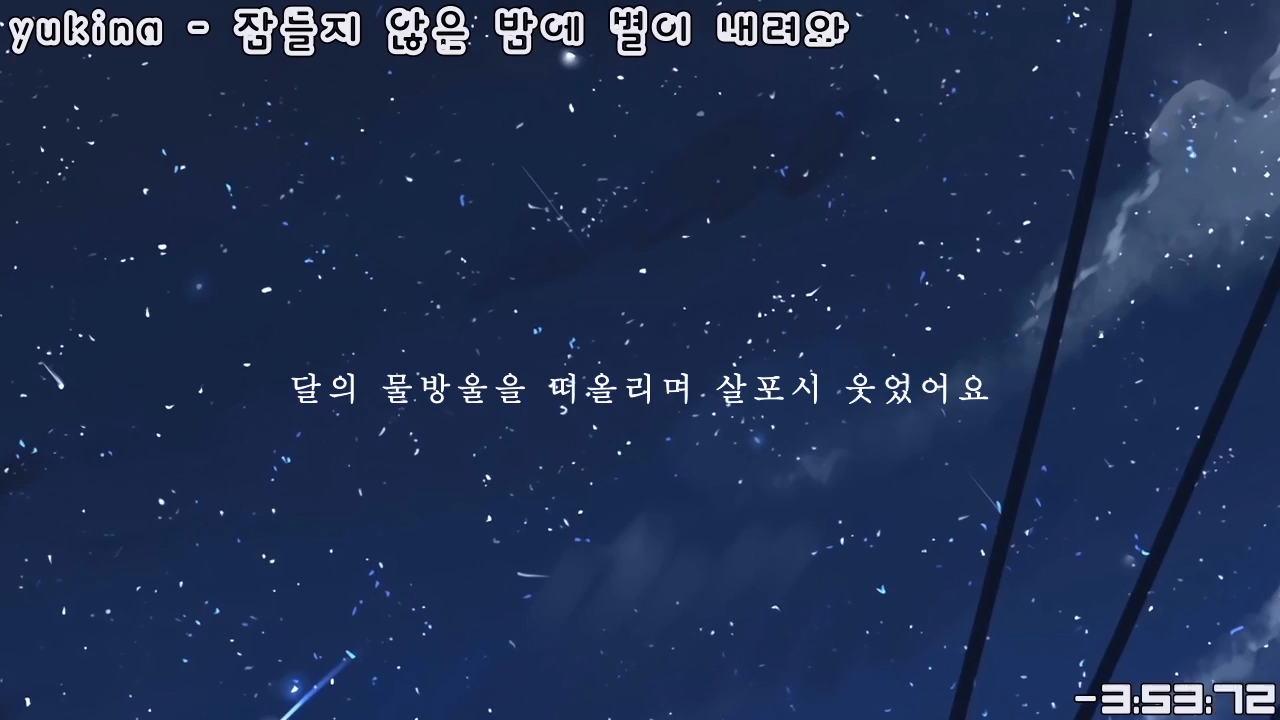 yukina - 잠들지 않은 밤에 별이 내려와
달의 물방울을 떠올리며 살포시 웃었어요
-3:53:72